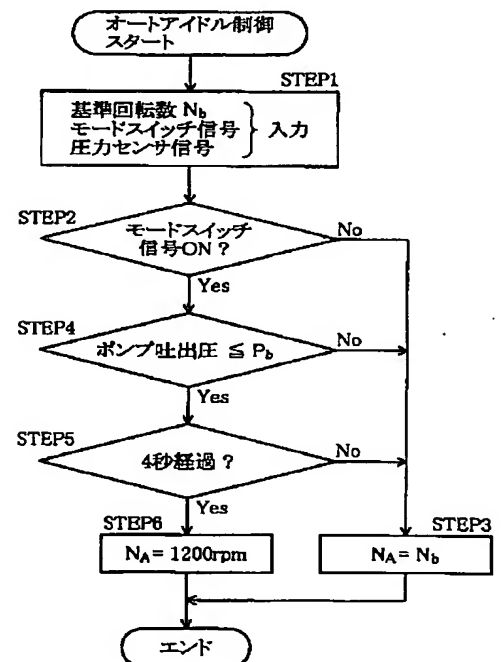 オートアイドル制御
スタート
STEP1
基準回転数 Nb
モードスイッチ信号
圧力センサ信号
入力
STEP2
モードスイッチ
信号ON？
No
Yes
STEP4
ポンプ吐出圧 ≦ Pb
No
Yes
STEP5
4秒経過？
No
Yes
STEP6
NA= 1200rpm
STEP3
NA= Nb
エンド